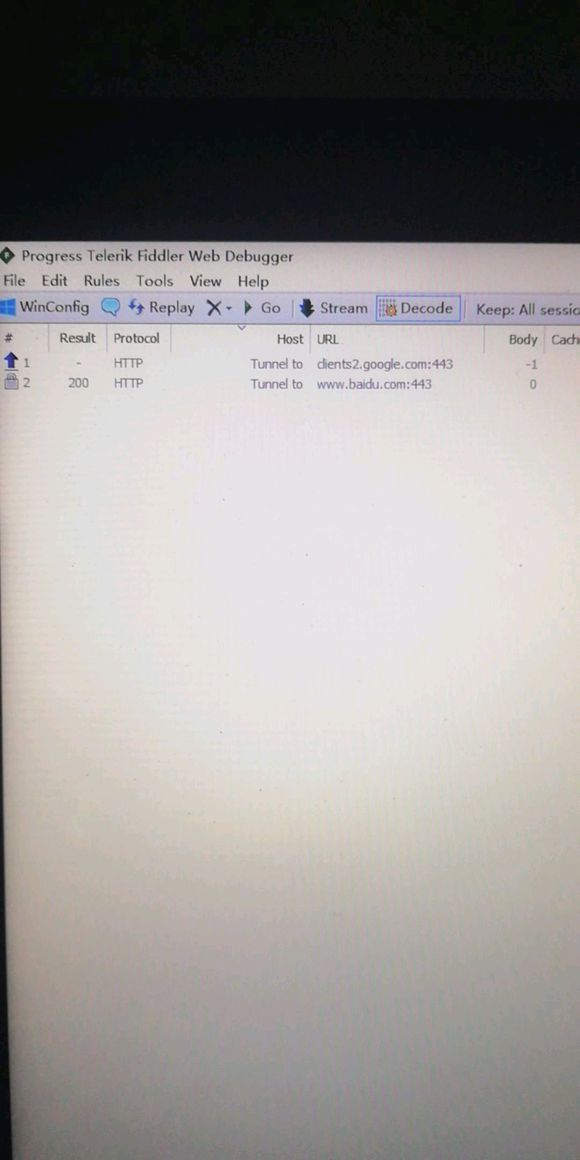 Progress Telerik Fiddler Web Debugger
File Edit Rules Tools View Help
WinConfig Replay Go Stream Decode Keep: All sessio
# Result Protocol Host URL Body Cach
1 - HTTP Tunnel to clients2.google.com:443 -1
2 200 HTTP Tunnel to www.baidu.com:443 0